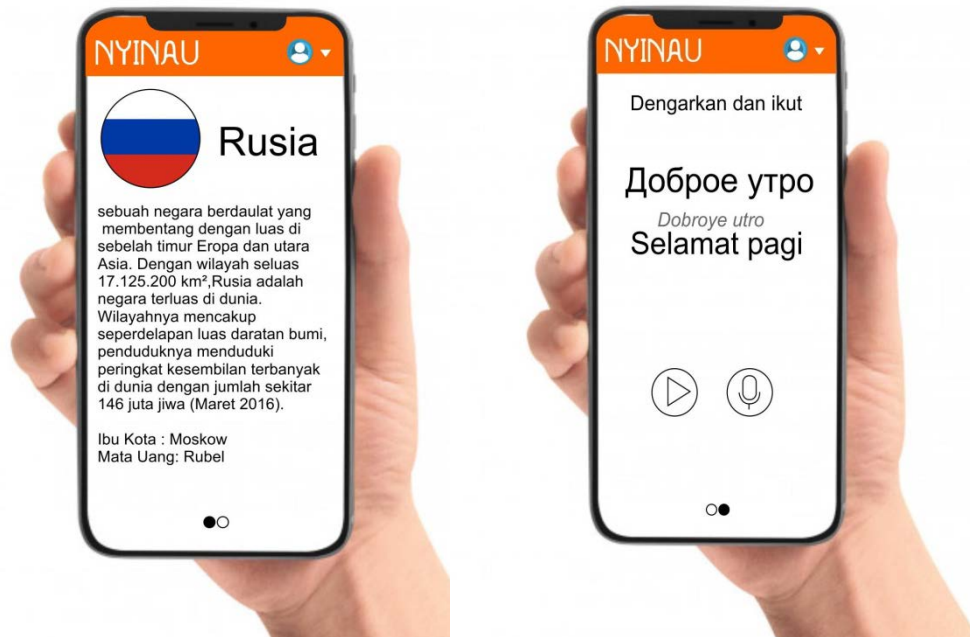 NYINAU
Rusia
sebuah negara berdaulat yang
membentang dengan luas di
sebelah timur Eropa dan utara
Asia. Dengan wilayah seluas
17.125.200 km²,Rusia adalah
negara terluas di dunia.
Wilayahnya mencakup
seperdelapan luas daratan bumi,
penduduknya menduduki
peringkat kesembilan terbanyak
di dunia dengan jumlah sekitar
146 juta jiwa (Maret 2016).
Ibu Kota : Moskow
Mata Uang: Rubel
NYINAU
Dengarkan dan ikut
Доброе утро
Dobroye utro
Selamat pagi